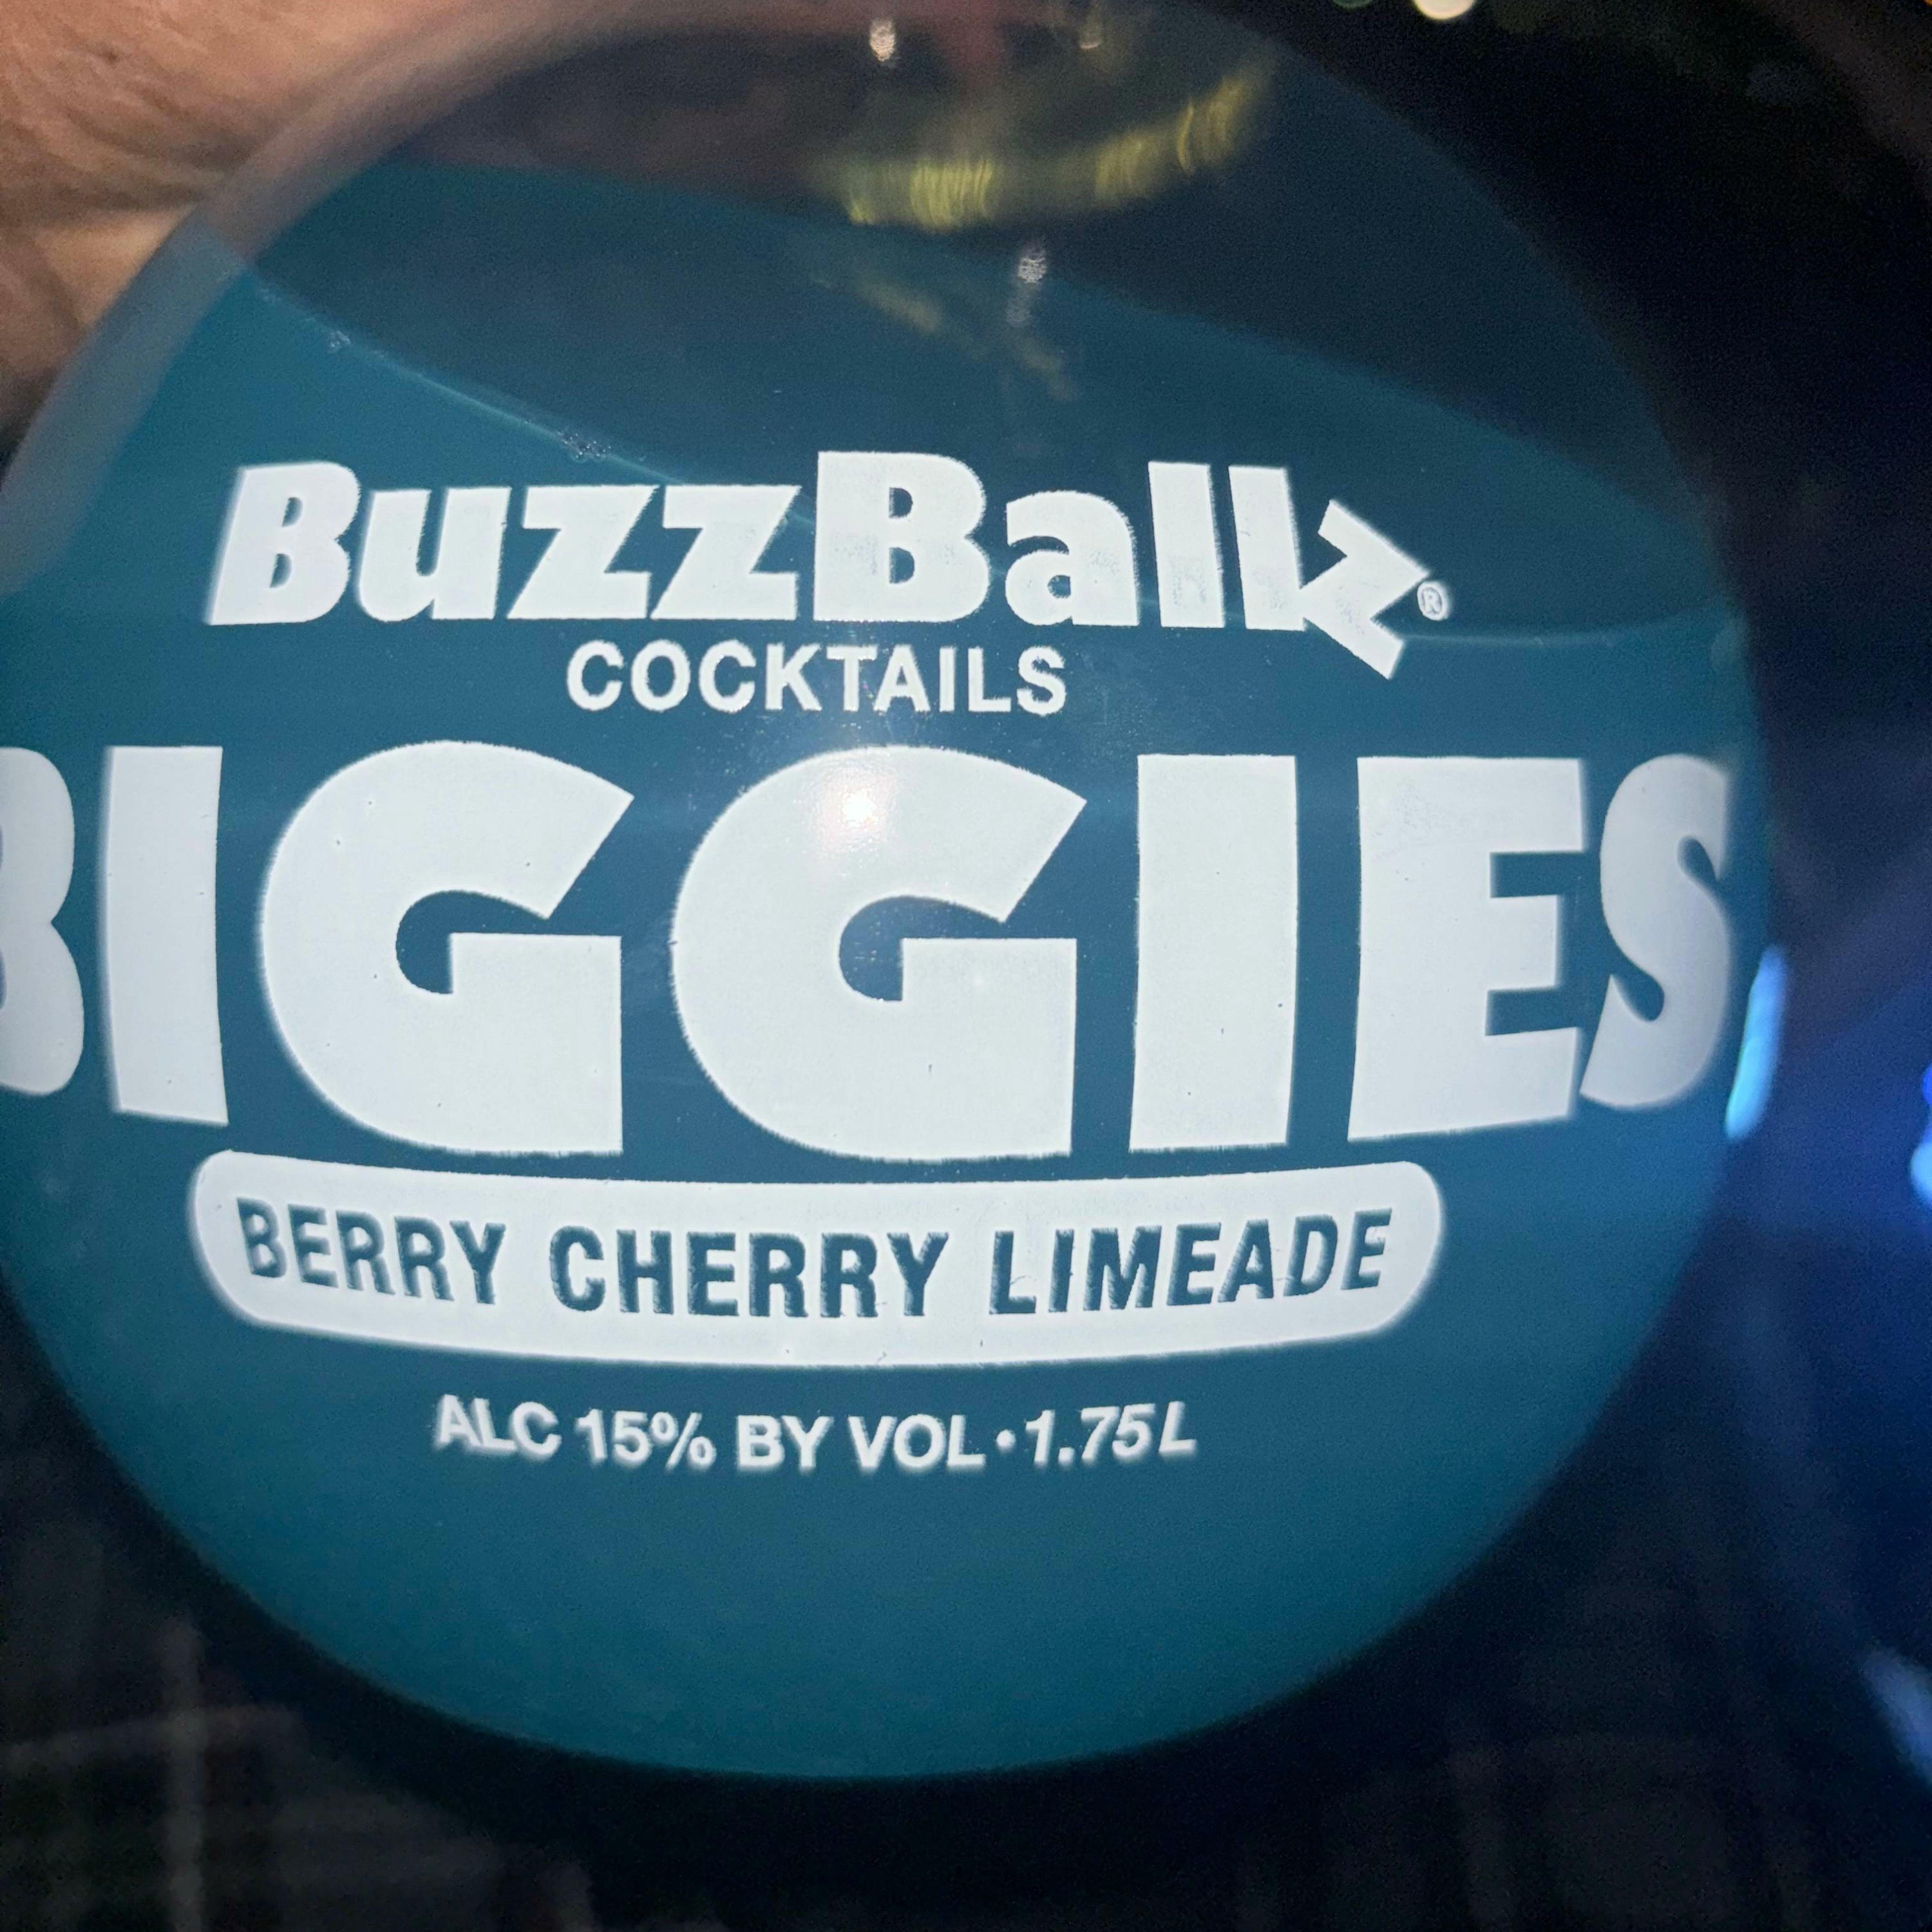 BuzzBallz®
COCKTAILS
BIGGIES
BERRY CHERRY LIMEADE
ALC 15% BY VOL • 1.75L